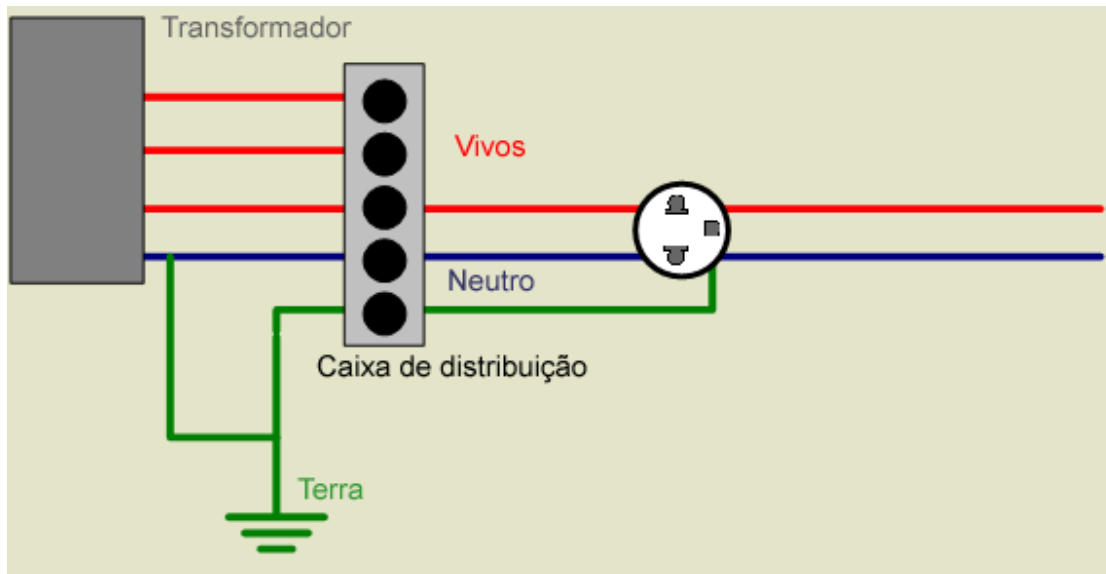 Transformador
Vivos
Neutro
Caixa de distribuição
Terra